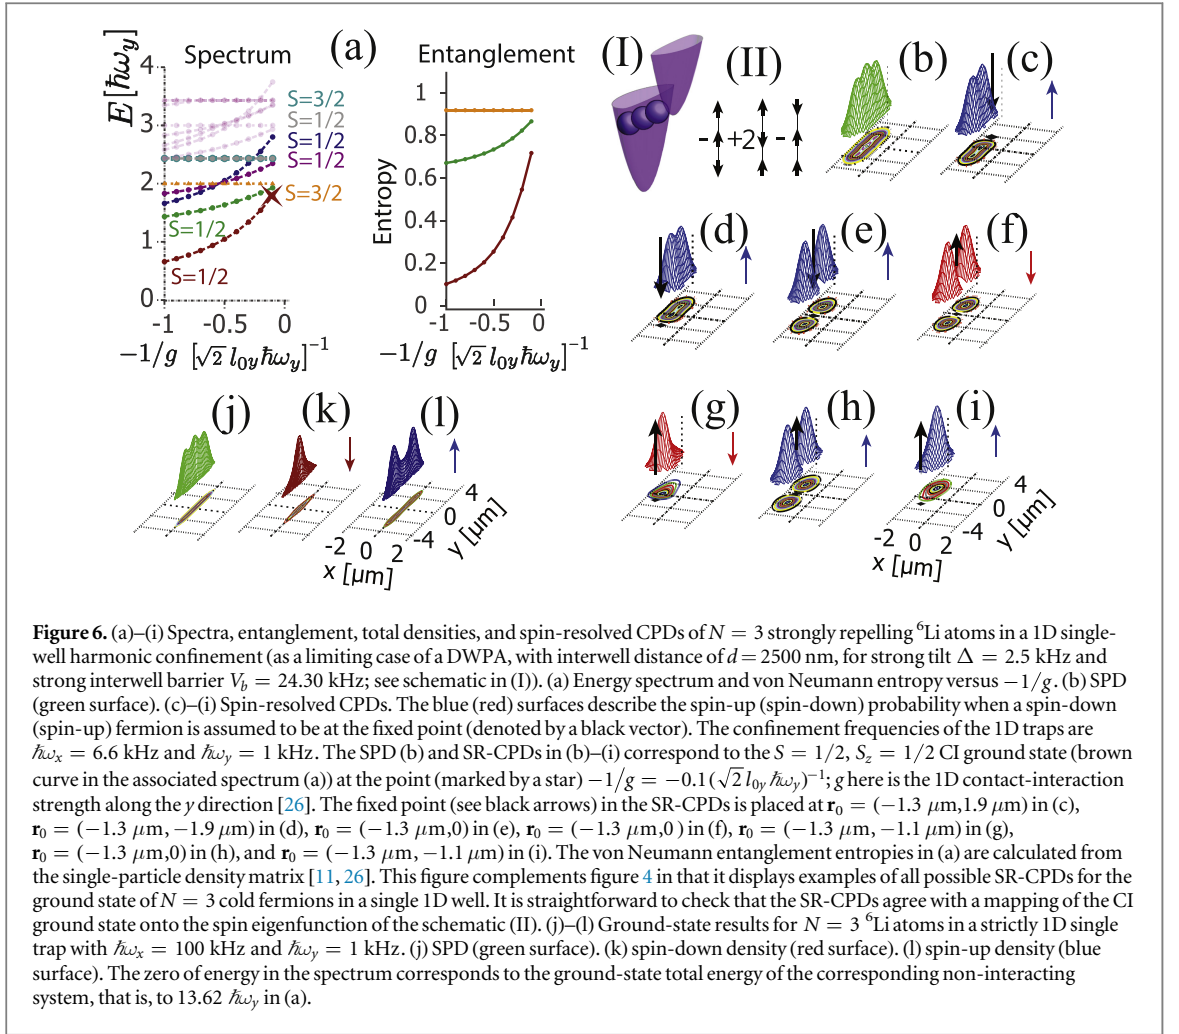 Spectrum (a) Entanglement (I) (II) (b) (c)
E[ħω_y]
4
3
2
1
0
S=3/2
S=1/2
S=1/2
S=1/2
S=3/2
S=1/2
S=1/2
-1 -0.5 0
−1/g [√2 l_{0y}ħω_y]^{-1}
Entropy
1
0.8
0.6
0.4
0.2
0
-1 -0.5 0
−1/g [√2 l_{0y}ħω_y]^{-1}
- +2 -
(d) (e) (f)
(j) (k) (l) (g) (h) (i)
-2 0 2
x [μm]
-4 0 4
y [μm]
-2 0 2
x [μm]
-4 0 4
y [μm]
Figure 6. (a)–(i) Spectra, entanglement, total densities, and spin-resolved CPDs of N = 3 strongly repelling ⁶Li atoms in a 1D single-
well harmonic confinement (as a limiting case of a DWPA, with interwell distance of d = 2500 nm, for strong tilt Δ = 2.5 kHz and
strong interwell barrier V_b = 24.30 kHz; see schematic in (I)). (a) Energy spectrum and von Neumann entropy versus −1/g. (b) SPD
(green surface). (c)–(i) Spin-resolved CPDs. The blue (red) surfaces describe the spin-up (spin-down) probability when a spin-down
(spin-up) fermion is assumed to be at the fixed point (denoted by a black vector). The confinement frequencies of the 1D traps are
ħω_x = 6.6 kHz and ħω_y = 1 kHz. The SPD (b) and SR-CPDs in (b)–(i) correspond to the S = 1/2, S_z = 1/2 CI ground state (brown
curve in the associated spectrum (a)) at the point (marked by a star) −1/g = −0.1(√2 l_{0y} ħω_y)^{−1}; g here is the 1D contact-interaction
strength along the y direction [26]. The fixed point (see black arrows) in the SR-CPDs is placed at r₀ = (−1.3 μm,1.9 μm) in (c),
r₀ = (−1.3 μm, −1.9 μm) in (d), r₀ = (−1.3 μm,0) in (e), r₀ = (−1.3 μm,0 ) in (f), r₀ = (−1.3 μm, −1.1 μm) in (g),
r₀ = (−1.3 μm,0) in (h), and r₀ = (−1.3 μm, −1.1 μm) in (i). The von Neumann entanglement entropies in (a) are calculated from
the single-particle density matrix [11, 26]. This figure complements figure 4 in that it displays examples of all possible SR-CPDs for the
ground state of N = 3 cold fermions in a single 1D well. It is straightforward to check that the SR-CPDs agree with a mapping of the CI
ground state onto the spin eigenfunction of the schematic (II). (j)–(l) Ground-state results for N = 3 ⁶Li atoms in a strictly 1D single
trap with ħω_x = 100 kHz and ħω_y = 1 kHz. (j) SPD (green surface). (k) spin-down density (red surface). (l) spin-up density (blue
surface). The zero of energy in the spectrum corresponds to the ground-state total energy of the corresponding non-interacting
system, that is, to 13.62 ħω_y in (a).